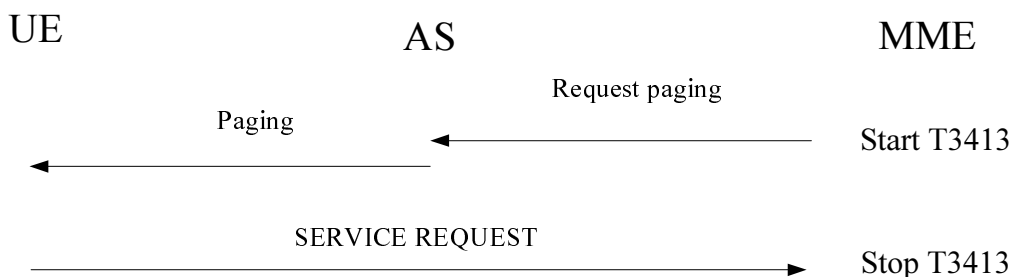 UE
AS
MME
Request paging
Paging
Start T3413
SERVICE REQUEST
Stop T3413